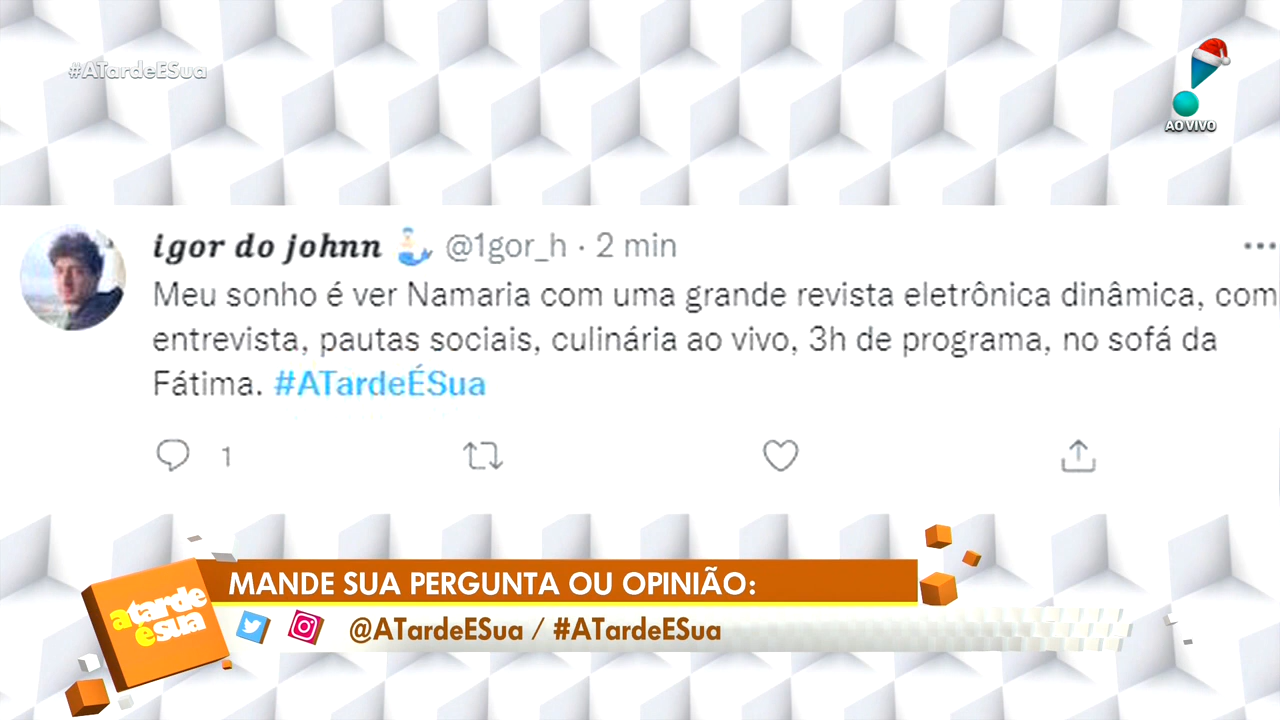 #ATardeESua
AO VIVO
igor do johnn 🧜🏻‍♂️ @1gor_h · 2 min
Meu sonho é ver Namaria com uma grande revista eletrônica dinâmica, com
entrevista, pautas sociais, culinária ao vivo, 3h de programa, no sofá da
Fátima. #ATardeÉSua
1
MANDE SUA PERGUNTA OU OPINIÃO:
a tarde
é sua
@ATardeESua / #ATardeESua